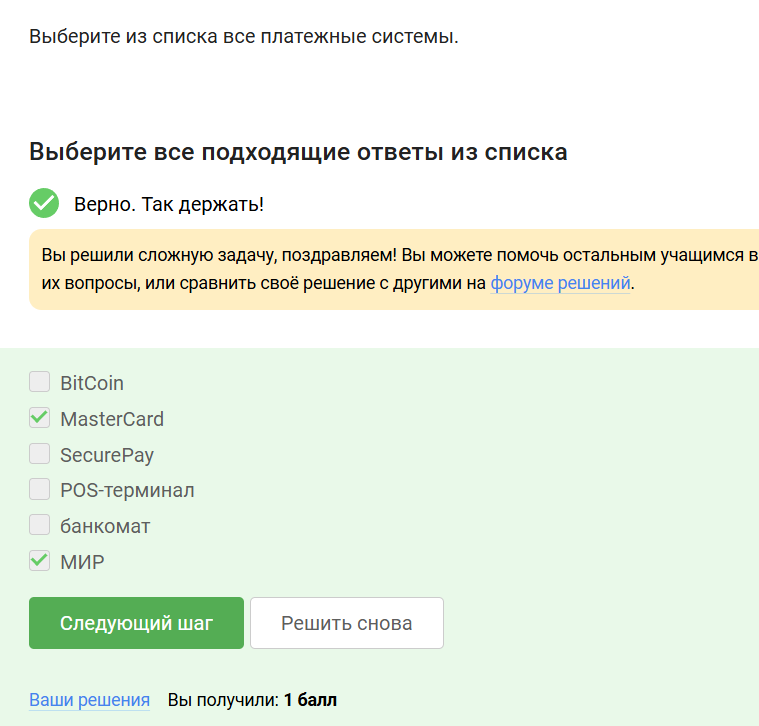 Выберите из списка все платежные системы.
Выберите все подходящие ответы из списка
Верно. Так держать!
Вы решили сложную задачу, поздравляем! Вы можете помочь остальным учащимся в
их вопросы, или сравнить своё решение с другими на форуме решений.
BitCoin
MasterCard
SecurePay
POS-терминал
банкомат
МИР
Следующий шаг
Решить снова
Ваши решения Вы получили: 1 балл